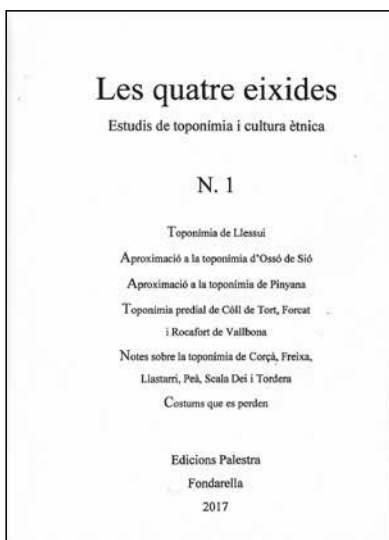 Les quatre eixides
Estudis de toponímia i cultura ètnica
N. 1
Toponímia de Llessui
Aproximació a la toponímia d'Ossó de Sió
Aproximació a la toponímia de Pinyana
Toponímia predial de Cóll de Tort, Forcat
i Rocafort de Vallbona
Notes sobre la toponímia de Corçà, Freixa,
Llastarri, Peà, Scala Dei i Tordera
Costums que es perden
Edicions Palestra
Fondarella
2017